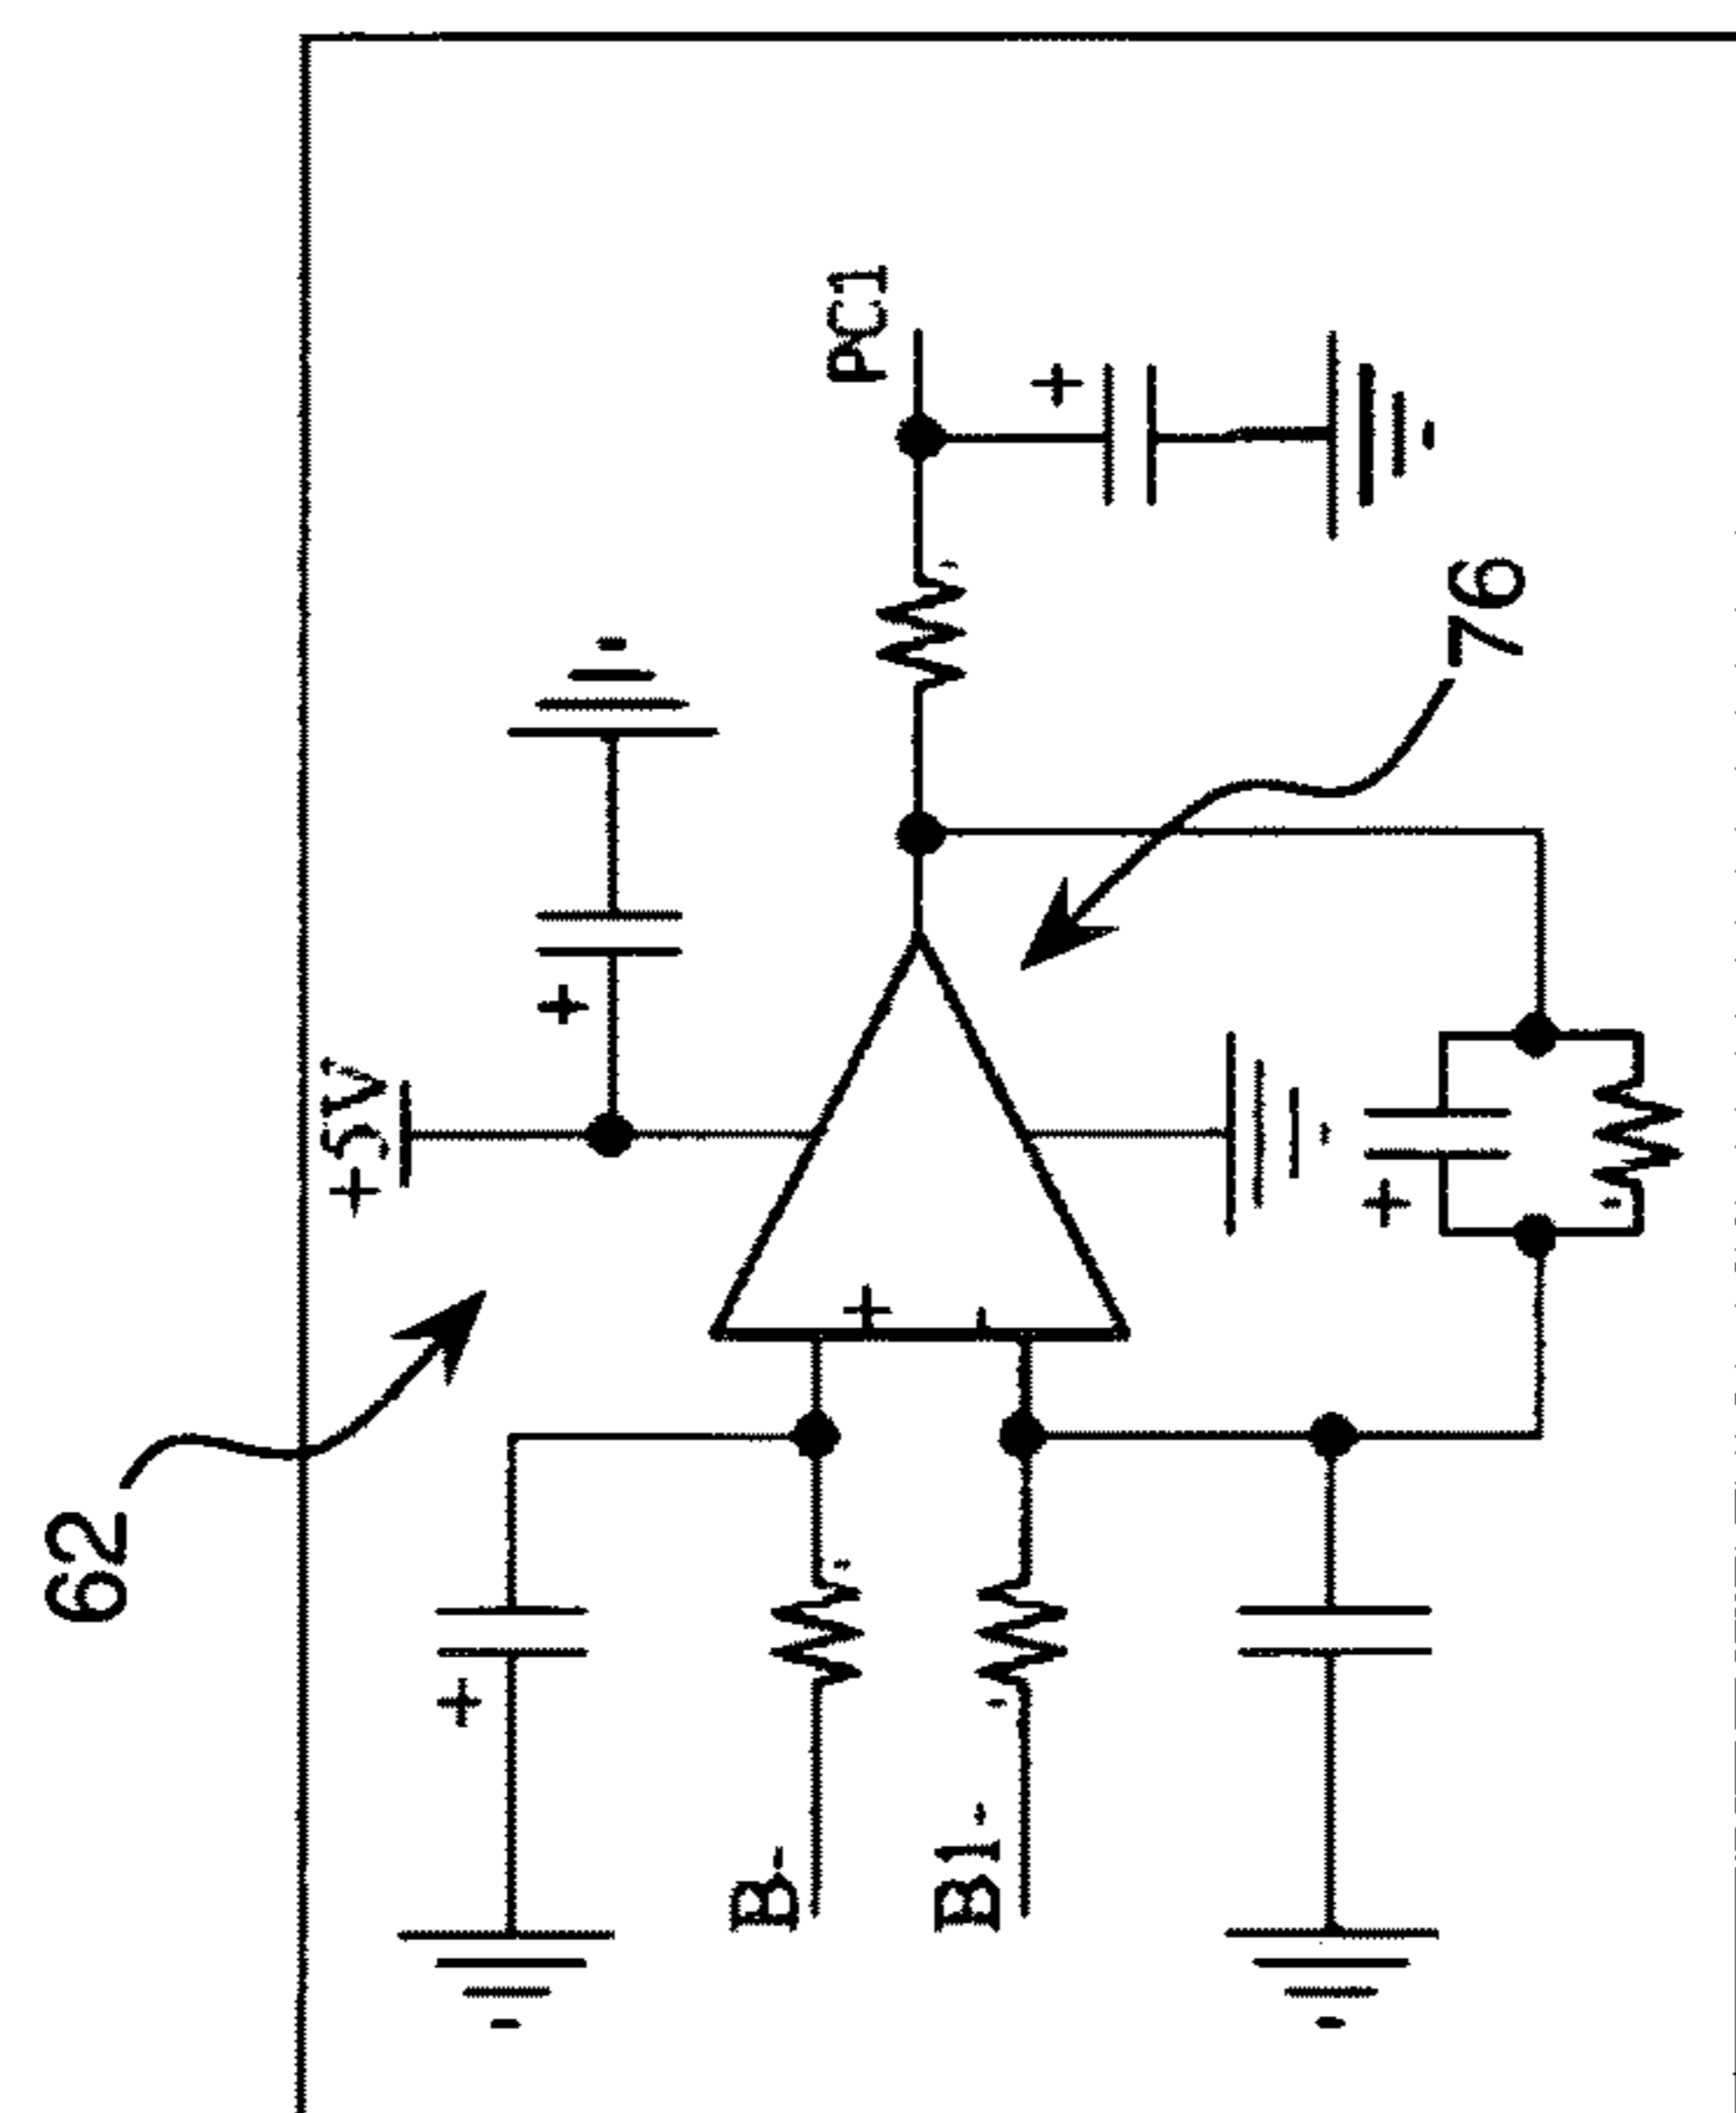 62
+5V
PC1
B-
B1-
+
-
76
+
+
+
+